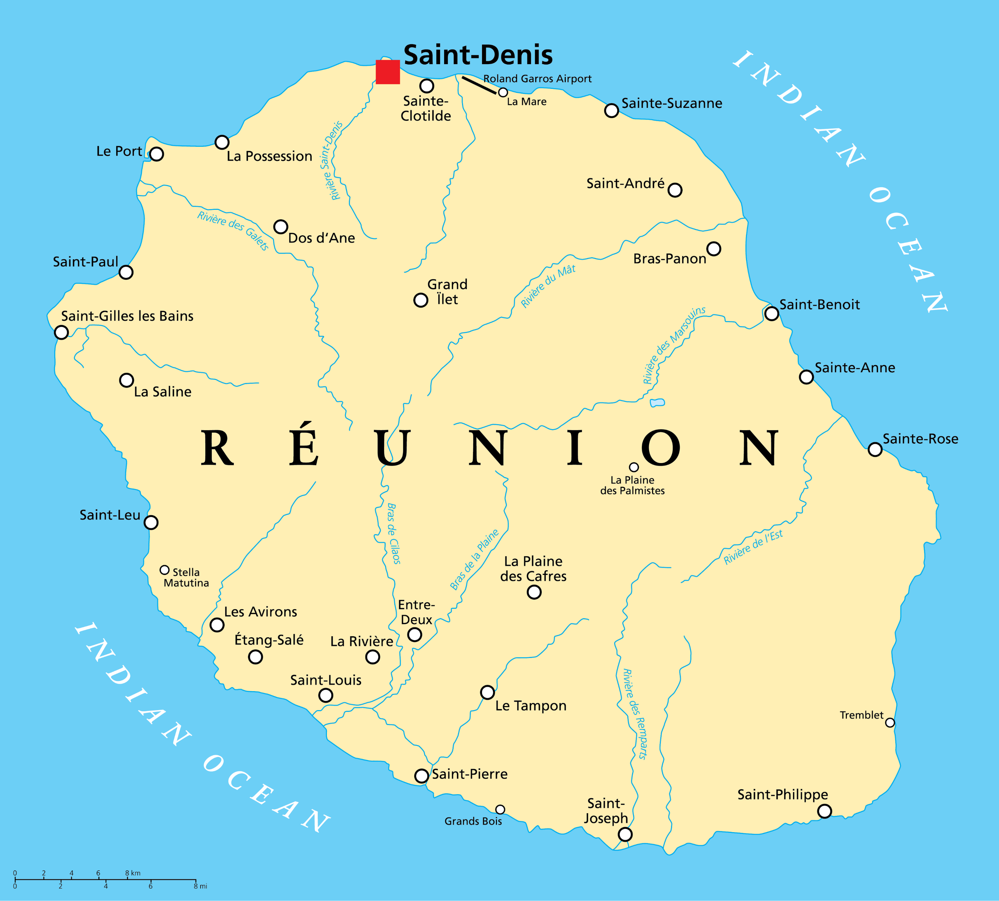 Saint-Denis
INDIAN OCEAN
Roland Garros Airport
La Mare
Sainte-
Clotilde
Sainte-Suzanne
Le Port
La Possession
Rivière Saint-Denis
Saint-André
Rivière des Galets
Dos d‘Ane
Saint-Paul
Bras-Panon
Rivière du Mât
Grand
Ïlet
Saint-Gilles les Bains
Saint-Benoit
Rivière des Marsouins
Sainte-Anne
La Saline
RÉUNION
Sainte-Rose
La Plaine
des Palmistes
Saint-Leu
Bras de Cilaos
Bras de la Plaine
Rivière de l‘Est
Stella
Matutina
La Plaine
des Cafres
Les Avirons
Entre-
Deux
Étang-Salé
La Rivière
Saint-Louis
Le Tampon
Rivière des Remparts
Tremblet
INDIAN OCEAN
Saint-Pierre
Saint-Philippe
Saint-
Joseph
Grands Bois
0 2 4 6 8 km
0 2 4 6 8 mi